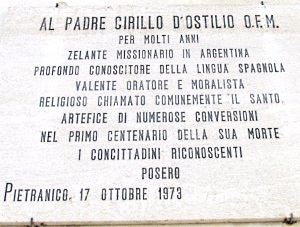 AL PADRE CIRILLO D'OSTILIO O.F.M.
PER MOLTI ANNI
ZELANTE MISSIONARIO IN ARGENTINA
PROFONDO CONOSCITORE DELLA LINGUA SPAGNOLA
VALENTE ORATORE E MORALISTA
RELIGIOSO CHIAMATO COMUNEMENTE "IL SANTO"
ARTEFICE DI NUMEROSE CONVERSIONI
NEL PRIMO CENTENARIO DELLA SUA MORTE
I CONCITTADINI RICONOSCENTI
POSERO
PIETRANICO, 17 OTTOBRE 1973